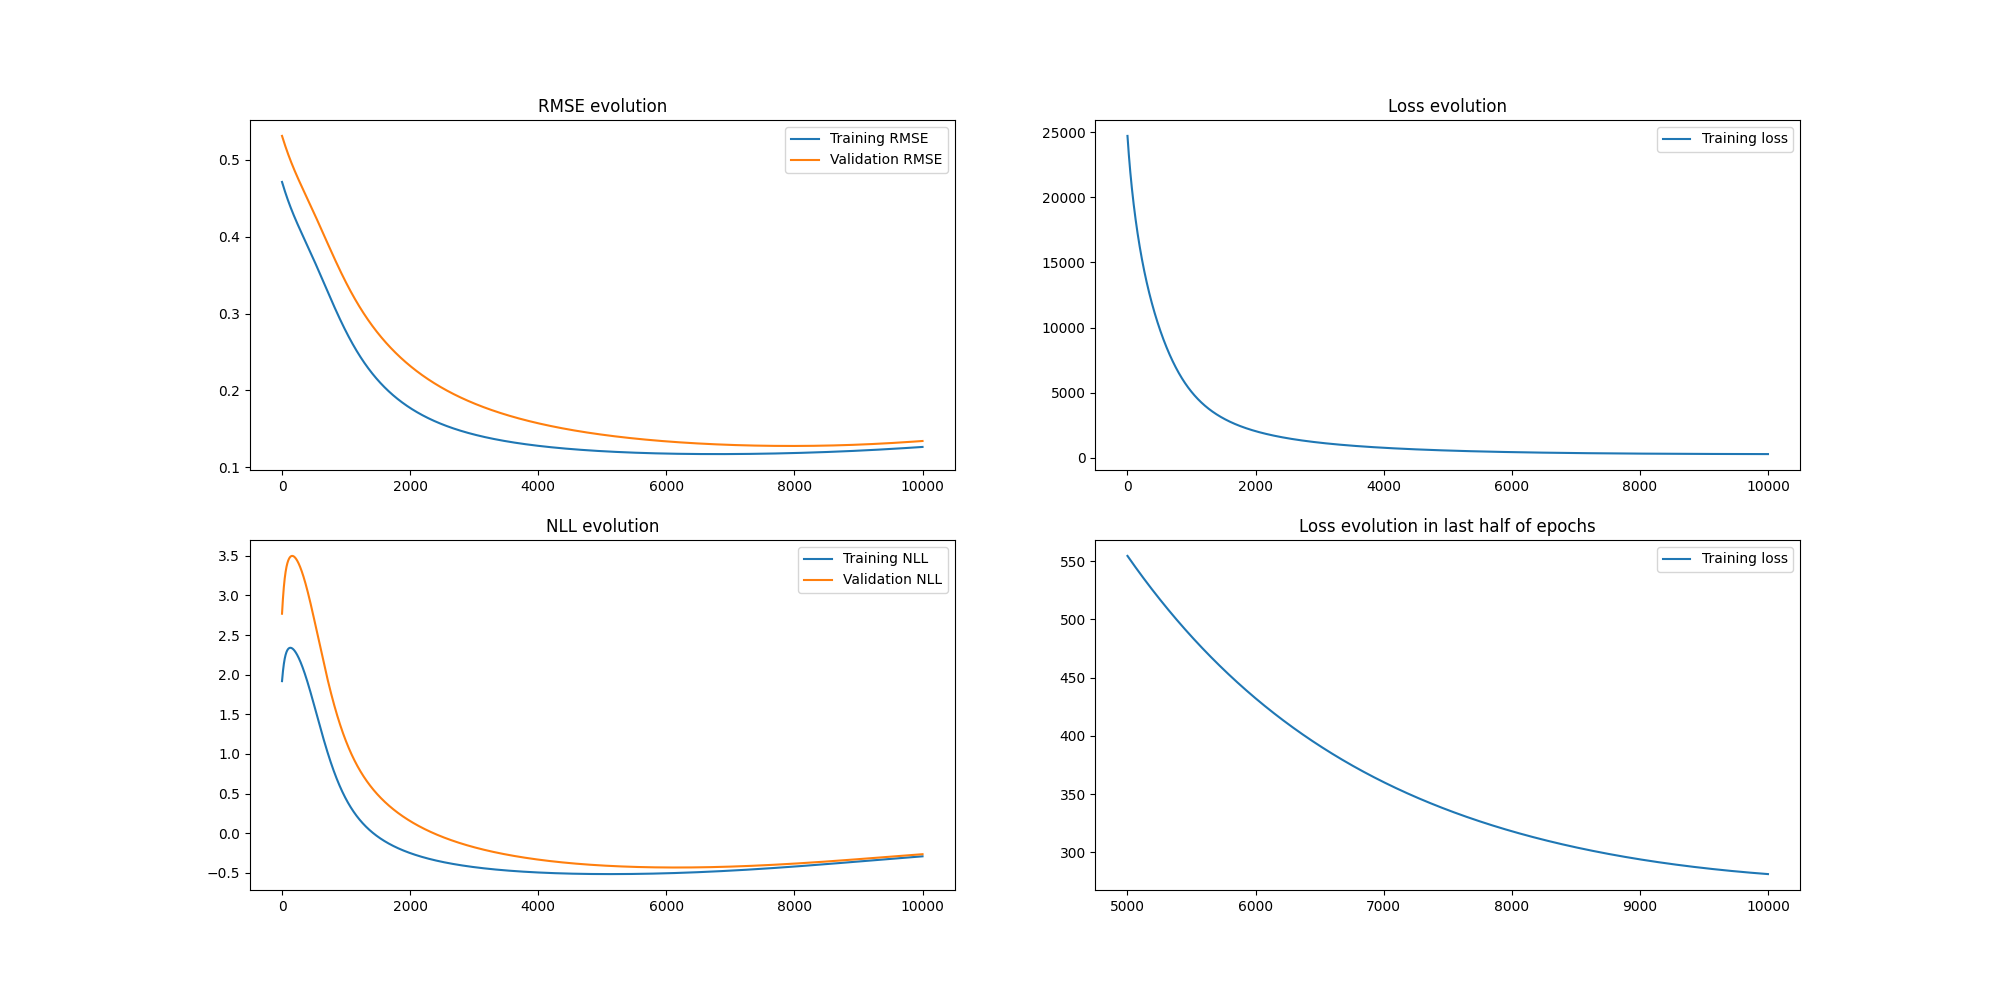 RMSE evolution
Training RMSE
Validation RMSE
0.5
0.4
0.3
0.2
0.1
0 2000 4000 6000 8000 10000
Loss evolution
Training loss
25000
20000
15000
10000
5000
0
0 2000 4000 6000 8000 10000
NLL evolution
Training NLL
Validation NLL
3.5
3.0
2.5
2.0
1.5
1.0
0.5
0.0
−0.5
0 2000 4000 6000 8000 10000
Loss evolution in last half of epochs
Training loss
550
500
450
400
350
300
5000 6000 7000 8000 9000 10000